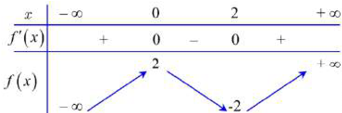 x −∞ 0 2 +∞
f′(x) + 0 − 0 +
2 +∞
f(x)
−∞ -2